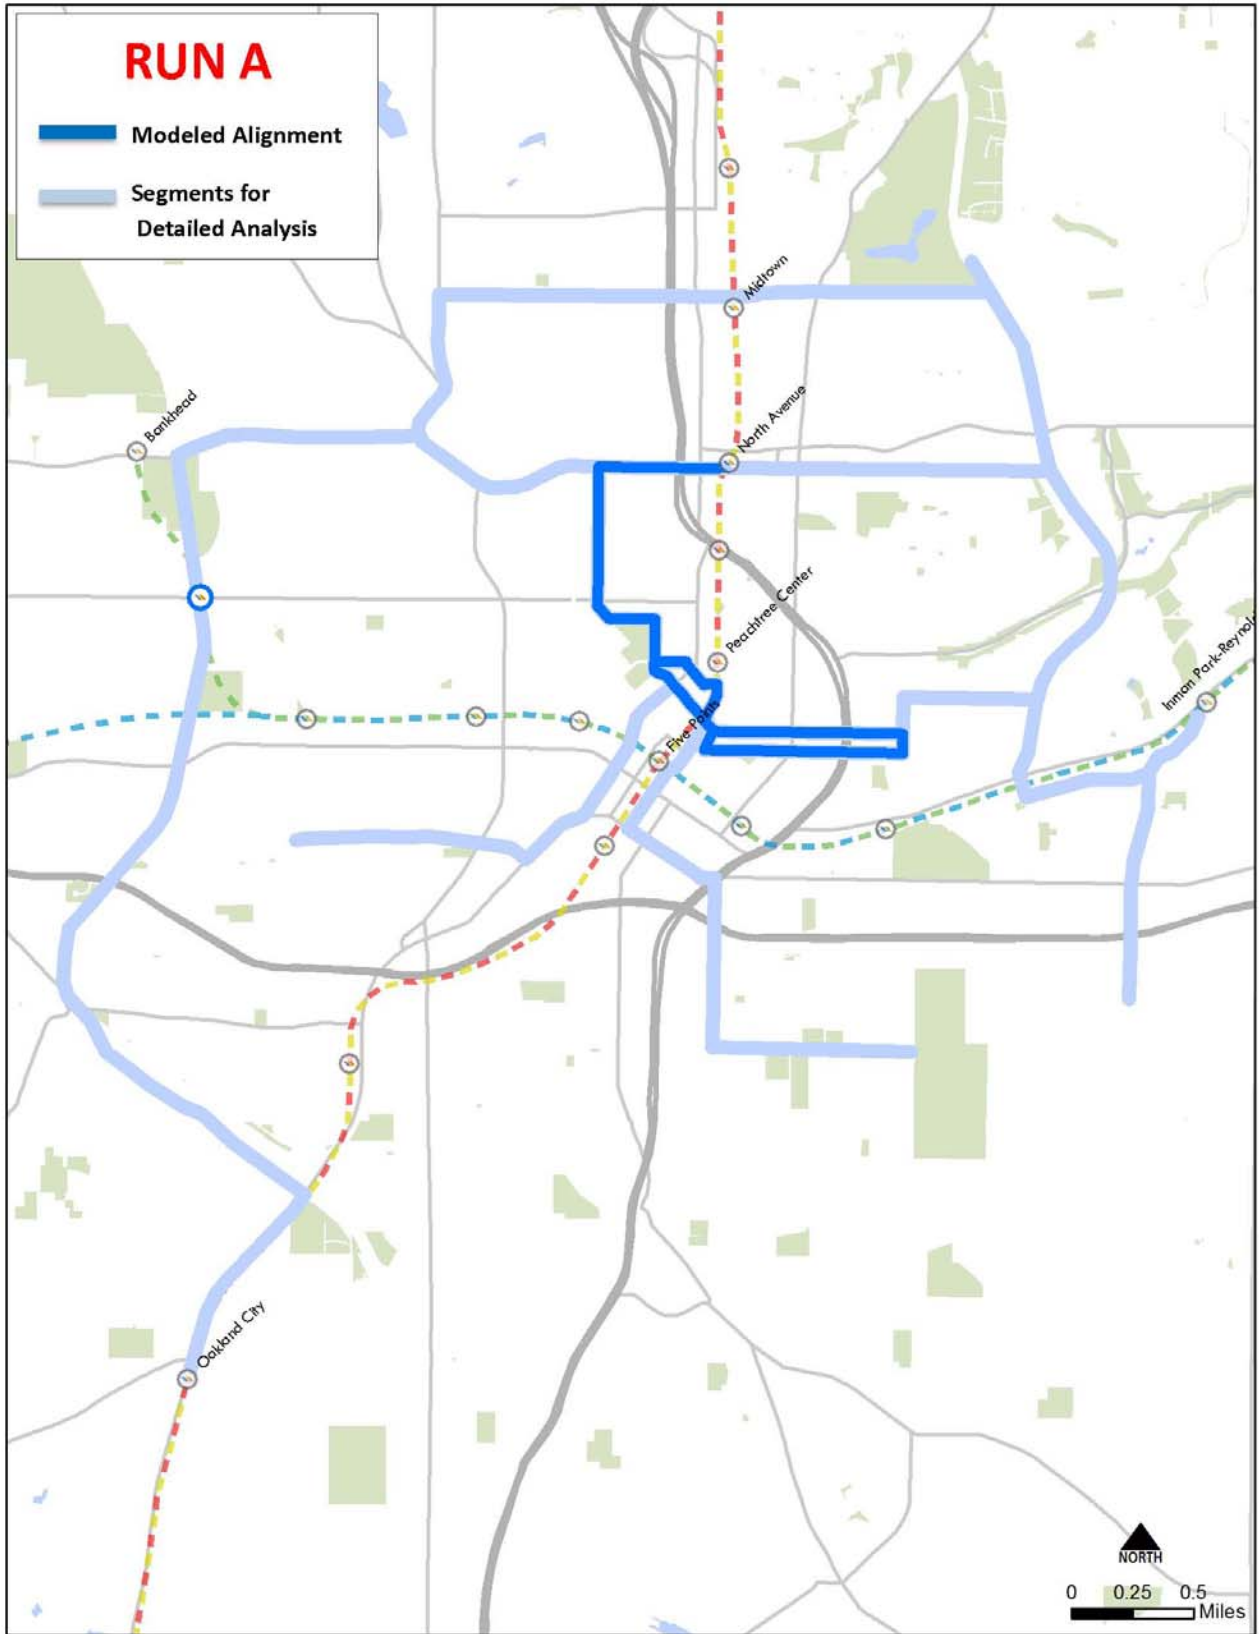 RUN A
Modeled Alignment
Segments for
Detailed Analysis
Midtown
North Avenue
Bankhead
Peachtree Center
Inman Park-Reynol
Five Points
Oakland City
NORTH
0 0.25 0.5
Miles